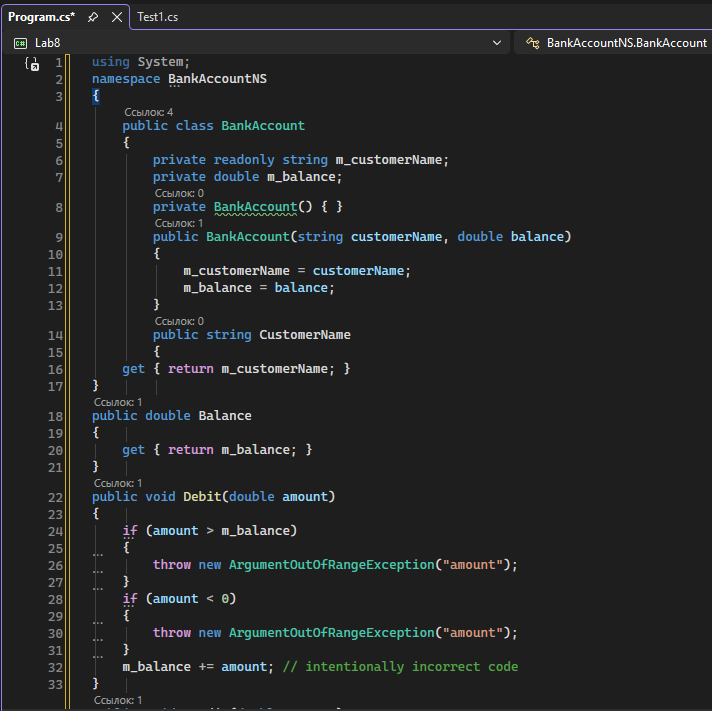 Program.cs* Test1.cs
Lab8 BankAccountNS.BankAccount
1 using System;
2 namespace BankAccountNS
3 {
Ссылок: 4
4 public class BankAccount
5 {
6 private readonly string m_customerName;
7 private double m_balance;
Ссылок: 0
8 private BankAccount() { }
Ссылок: 1
9 public BankAccount(string customerName, double balance)
10 {
11 m_customerName = customerName;
12 m_balance = balance;
13 }
Ссылок: 0
14 public string CustomerName
15 {
16 get { return m_customerName; }
17 }
Ссылок: 1
18 public double Balance
19 {
20 get { return m_balance; }
21 }
Ссылок: 1
22 public void Debit(double amount)
23 {
24 if (amount > m_balance)
25 {
26 throw new ArgumentOutOfRangeException("amount");
27 }
28 if (amount < 0)
29 {
30 throw new ArgumentOutOfRangeException("amount");
31 }
32 m_balance += amount; // intentionally incorrect code
33 }
Ссылок: 1